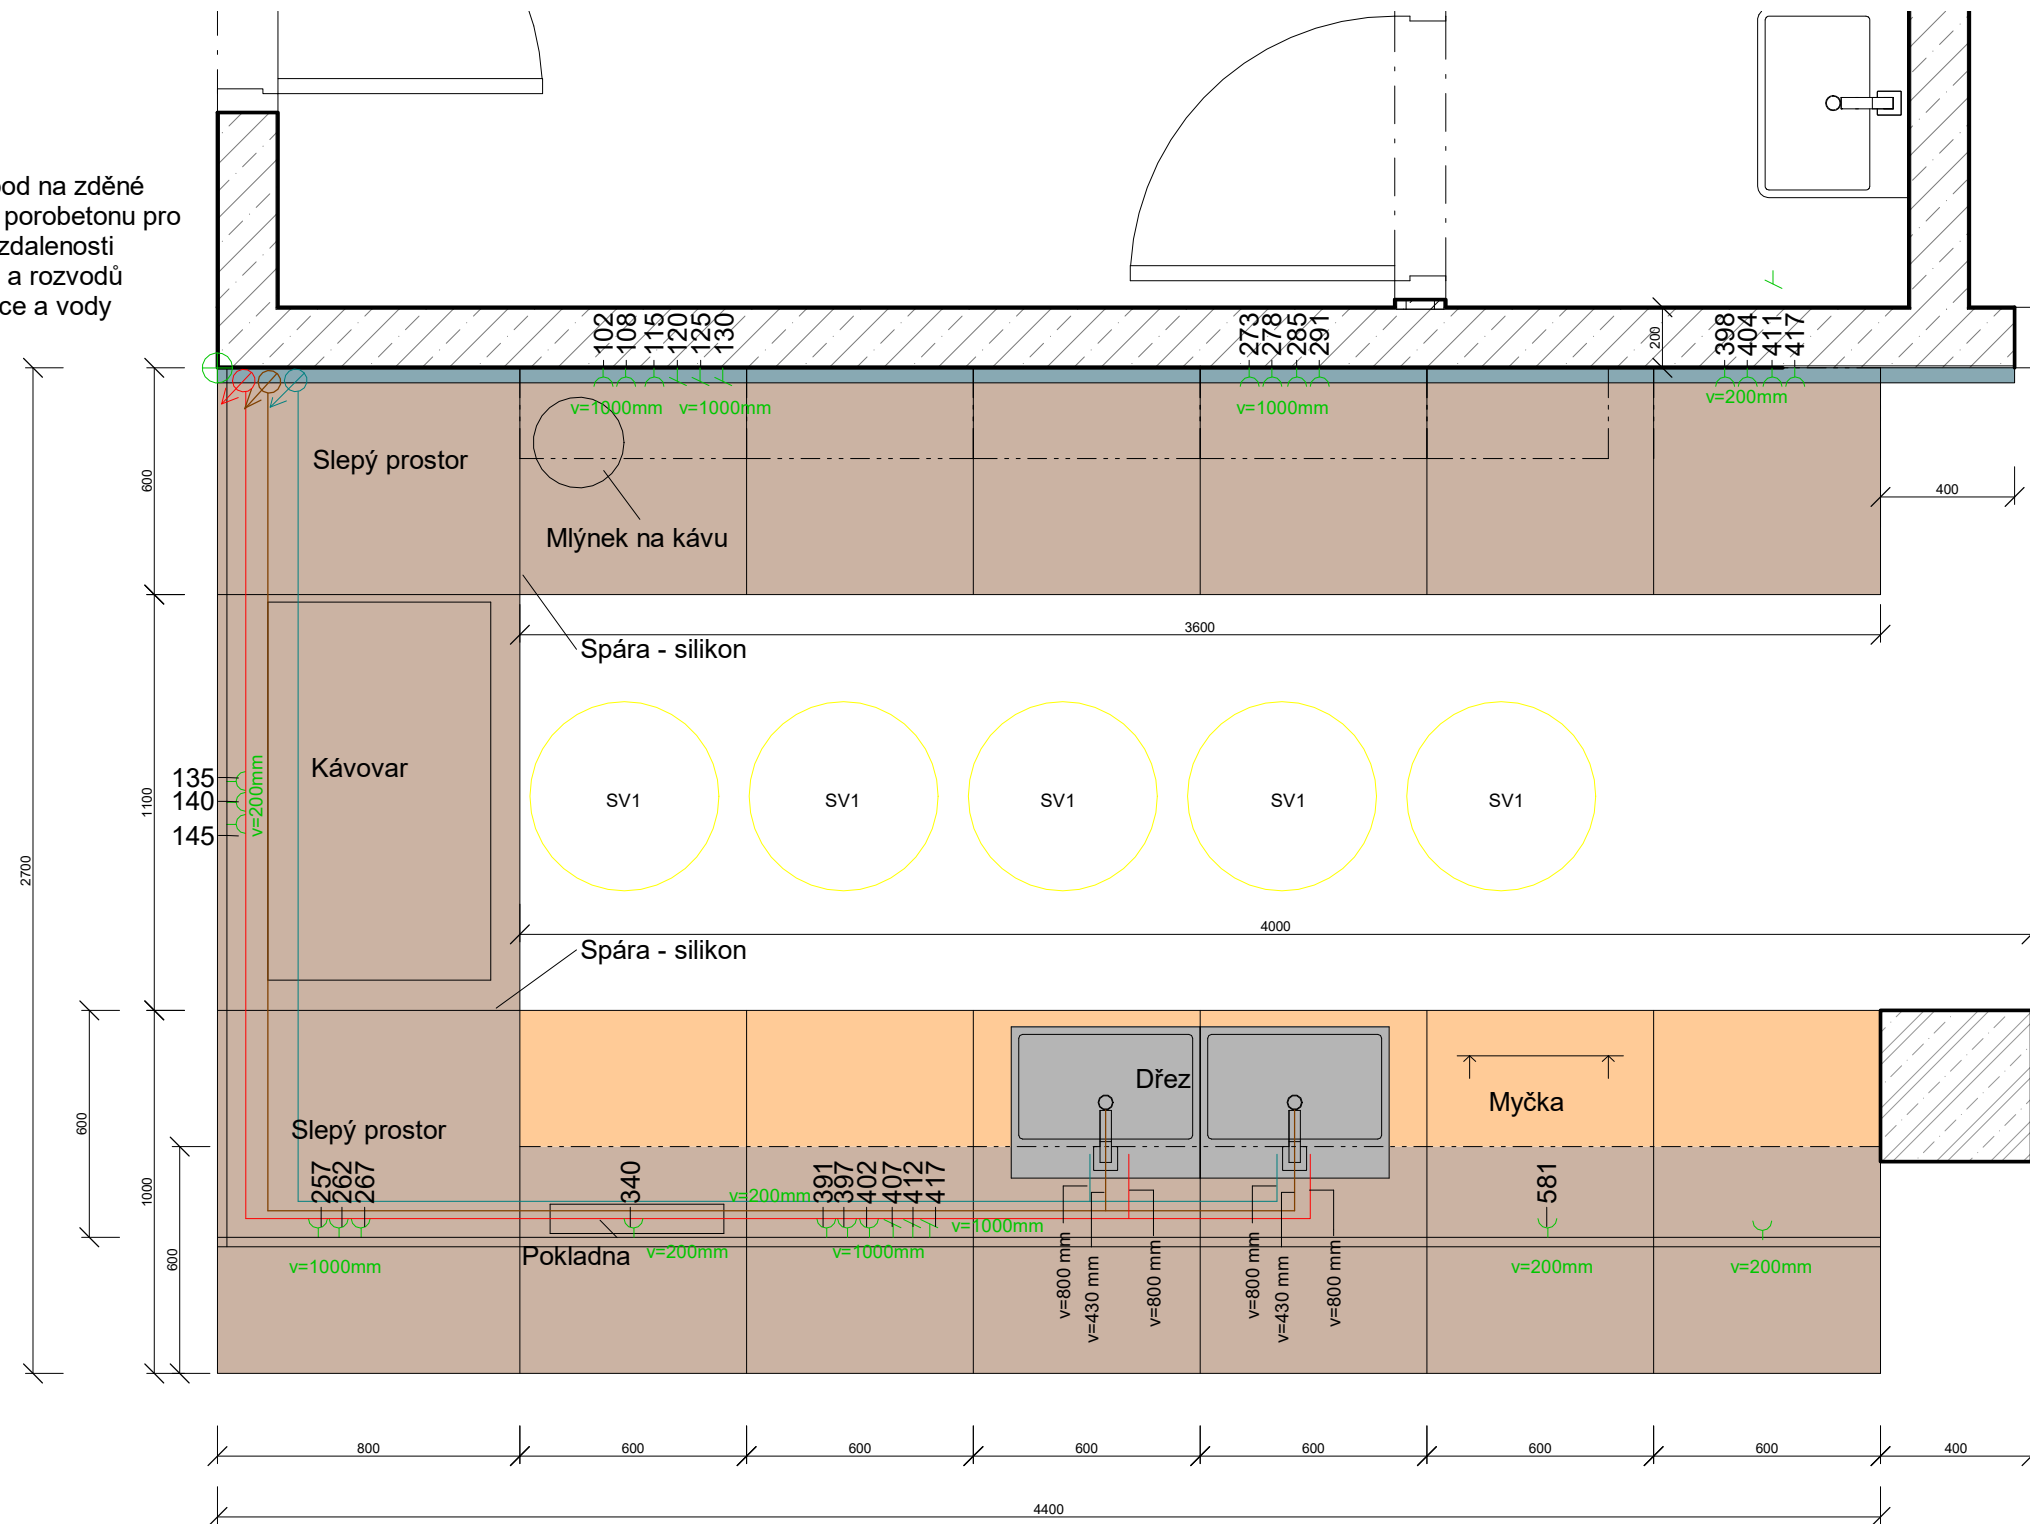 od na zděné
porobetonu pro
zdalenosti
a rozvodů
ce a vody
102
108
115
120
125
130
273
278
285
291
200
398
404
411
417
v=1000mm
v=1000mm
v=1000mm
v=200mm
Slepý prostor
600
400
Mlýnek na kávu
3600
Spára - silikon
Kávovar
135
140
145
v=200mm
1100
2700
SV1
SV1
SV1
SV1
SV1
4000
Spára - silikon
Dřez
Myčka
600
Slepý prostor
257
262
267
340
v=200mm
391
397
402
407
412
417
581
1000
600
v=1000mm
Pokladna
v=200mm
v=1000mm
v=1000mm
v=800 mm
v=430 mm
v=800 mm
v=800 mm
v=430 mm
v=800 mm
v=200mm
v=200mm
800
600
600
600
600
600
600
400
4400